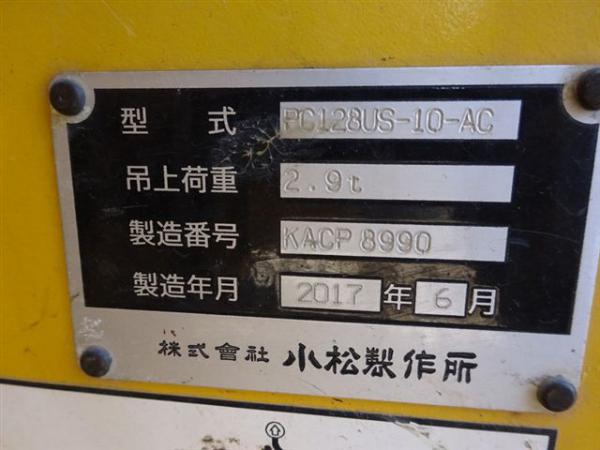 型式 PC128US-10-AC
吊上荷重 2.9t
製造番号 KACP 8990
製造年月 2017 年 6 月
株式會社 小松製作所